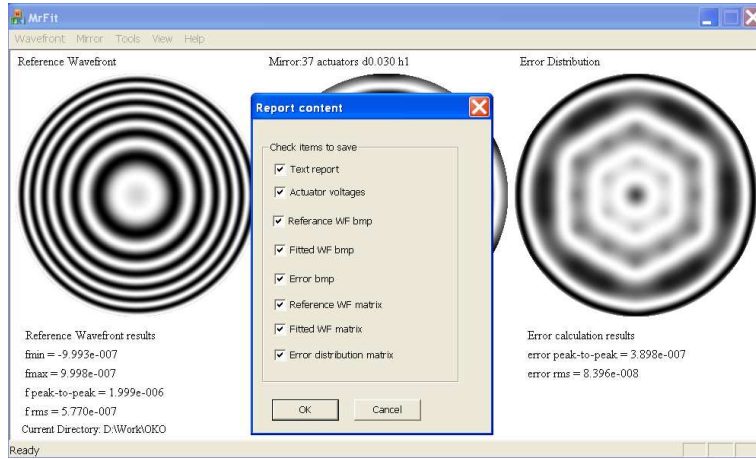 MrFit
Wavefront Mirror Tools View Help
Reference Wavefront
Mirror:37 actuators d0.030 h1
Error Distribution
Report content
Check items to save
Text report
Actuator voltages
Referance WF bmp
Fitted WF bmp
Error bmp
Reference WF matrix
Fitted WF matrix
Error distribution matrix
OK
Cancel
Reference Wavefront results
fmin = -9.993e-007
fmax = 9.998e-007
f peak-to-peak = 1.999e-006
f rms = 5.770e-007
Current Directory: D:\Work\OKO
Error calculation results
error peak-to-peak = 3.898e-007
error rms = 8.396e-008
Ready